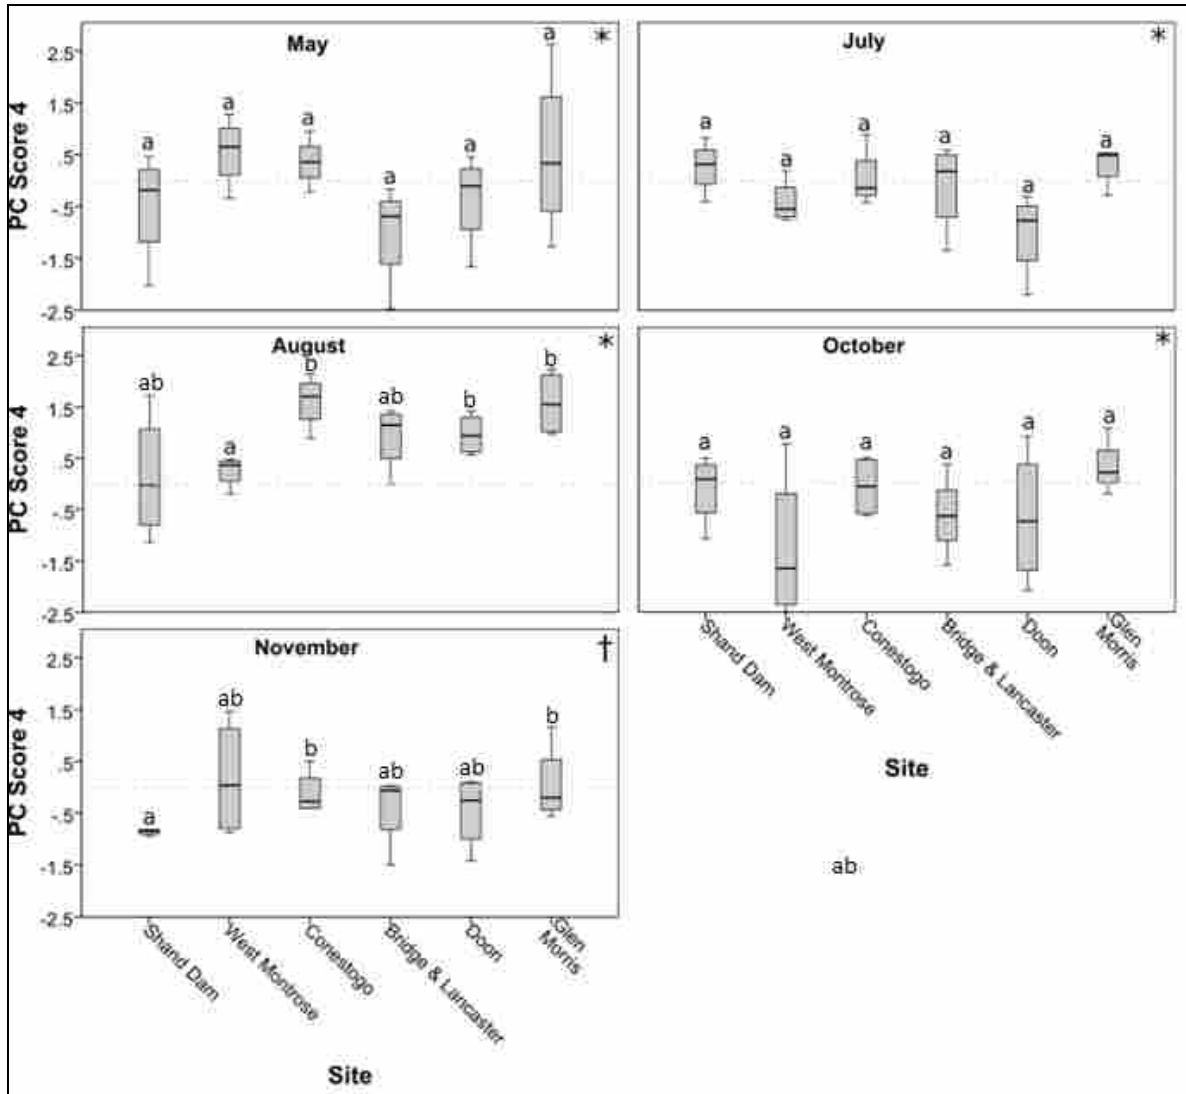 May
*
PC Score 4
2.5
1.5
.5
-.5
-1.5
-2.5
a a a a a a
July
*
a a a a a a
August
*
PC Score 4
2.5
1.5
.5
-.5
-1.5
-2.5
ab a b ab b b
October
*
a a a a a a
Shand Dam
West Montrose
Conestogo
Bridge & Lancaster
Doon
Glen
Morris
Site
November
†
PC Score 4
2.5
1.5
.5
-.5
-1.5
-2.5
a ab b ab ab b
Shand Dam
West Montrose
Conestogo
Bridge & Lancaster
Doon
Glen
Morris
Site
ab